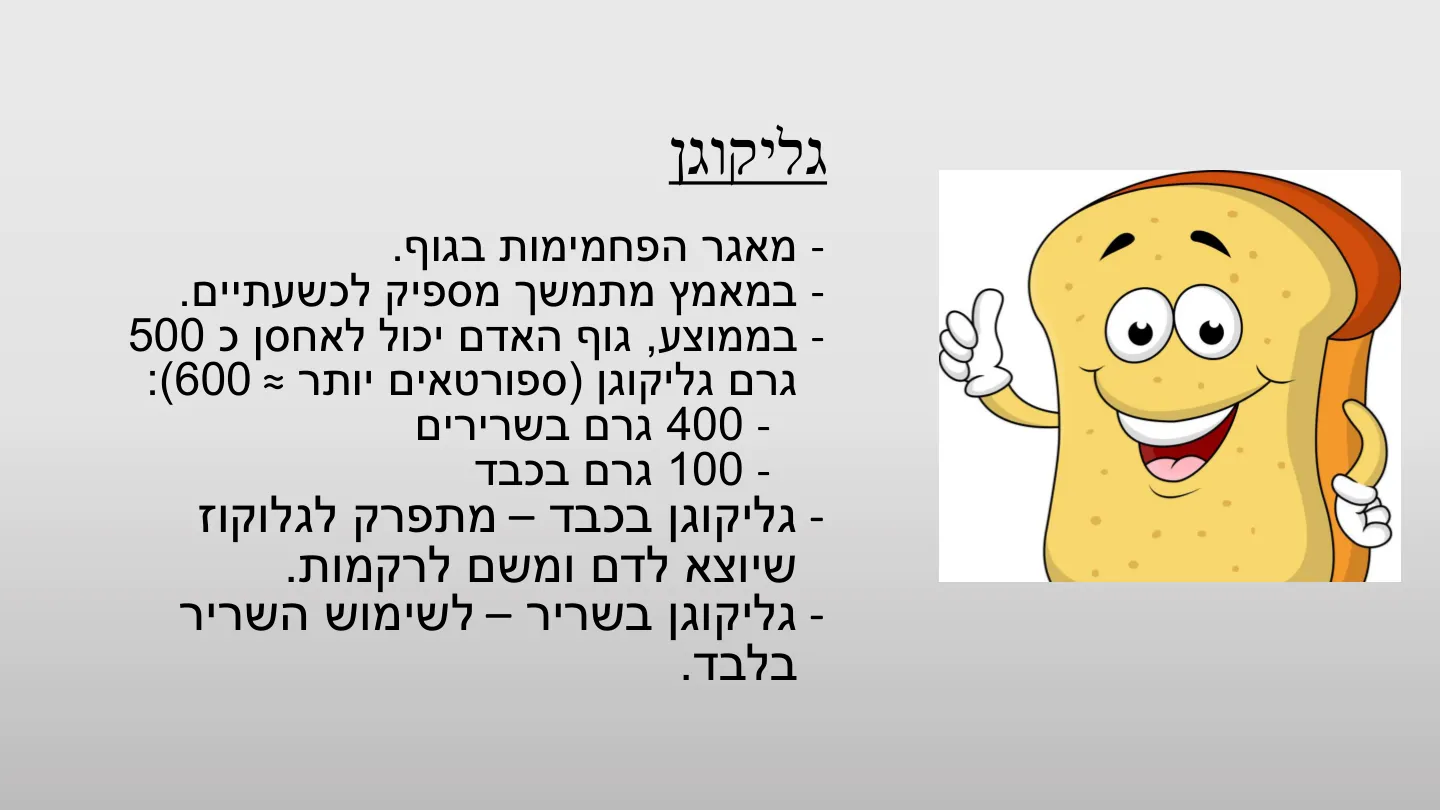 גליקוגן
- מאגר הפחמימות בגוף.
- במאמץ מתמשך מספיק לכשעתיים.
- בממוצע, גוף האדם יכול לאחסן כ 500
גרם גליקוגן (ספורטאים יותר ≈ 600):
- 400 גרם בשרירים
- 100 גרם בכבד
- גליקוגן בכבד – מתפרק לגלוקוז
שיוצא לדם ומשם לרקמות.
- גליקוגן בשריר – לשימוש השריר
בלבד.